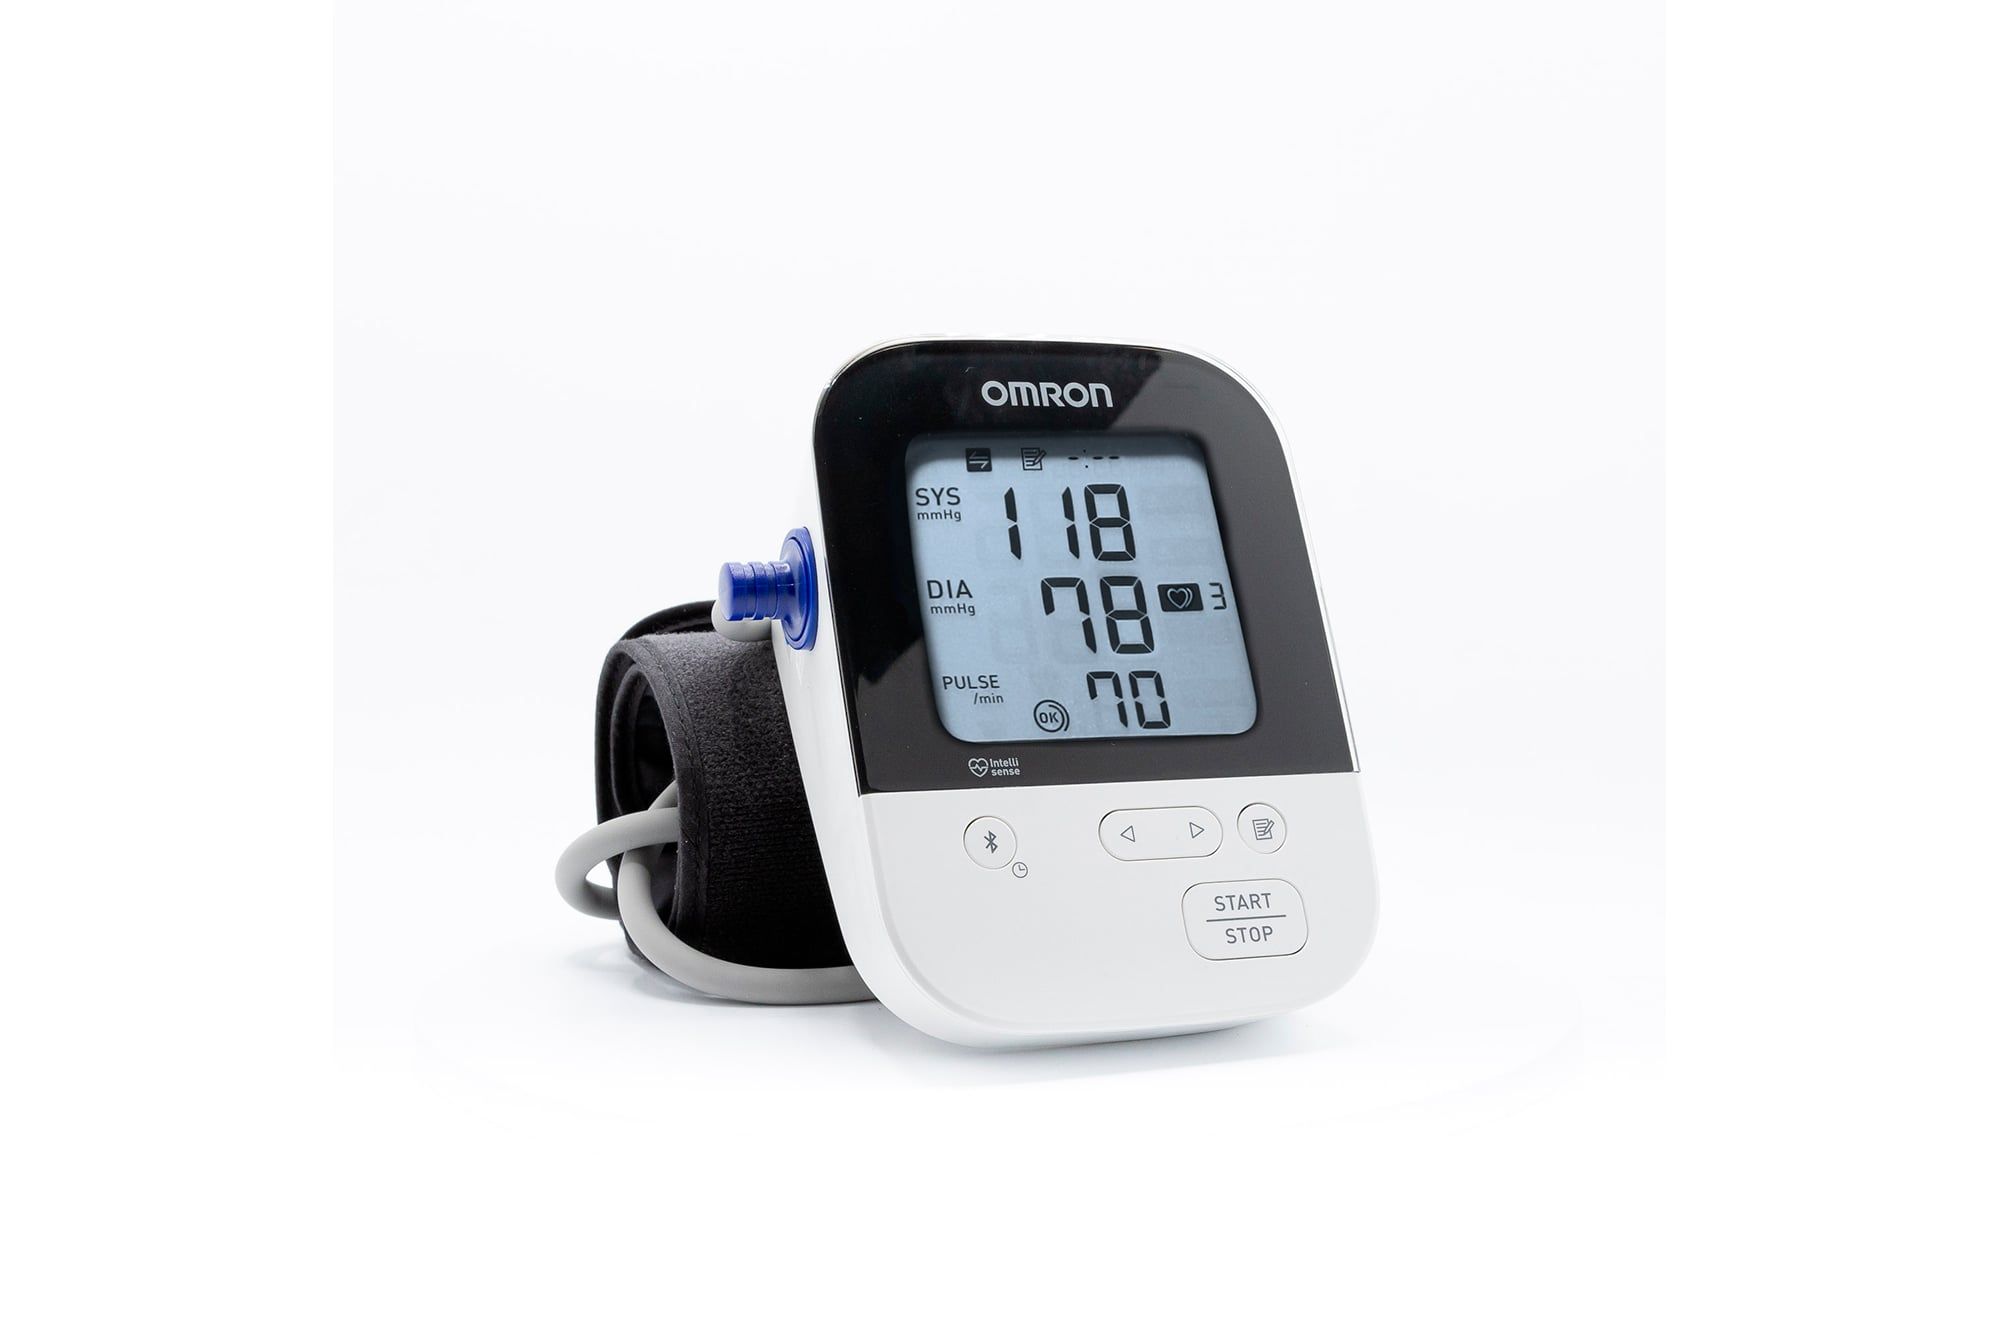 OMRON
-:--
SYS 118
mmHg
DIA 78 3
mmHg
PULSE 70
/min
OK
Intelli
sense
START
STOP